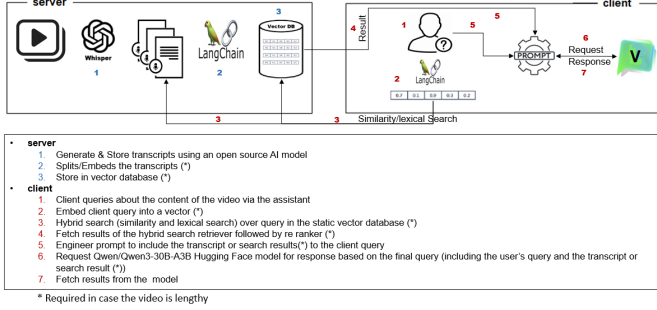 server
client
3
Vector DB
Result
4
1
5
5
6
Whisper
1
LangChain
2
2
LangChain
PROMPT
Request
Response
7
V
0.7 0.1 0.9 0.3 0.2
3
3
Similarity/lexical Search
• server
1. Generate & Store transcripts using an open source AI model
2. Splits/Embeds the transcripts (*)
3. Store in vector database (*)
• client
1. Client queries about the content of the video via the assistant
2. Embed client query into a vector (*)
3. Hybrid search (similarity and lexical search) over query in the static vector database (*)
4. Fetch results of the hybrid search retriever followed by re ranker (*)
5. Engineer prompt to include the transcript or search results(*) to the client query
6. Request Qwen/Qwen3-30B-A3B Hugging Face model for response based on the final query (including the user's query and the transcript or
search result (*))
7. Fetch results from the model
* Required in case the video is lengthy